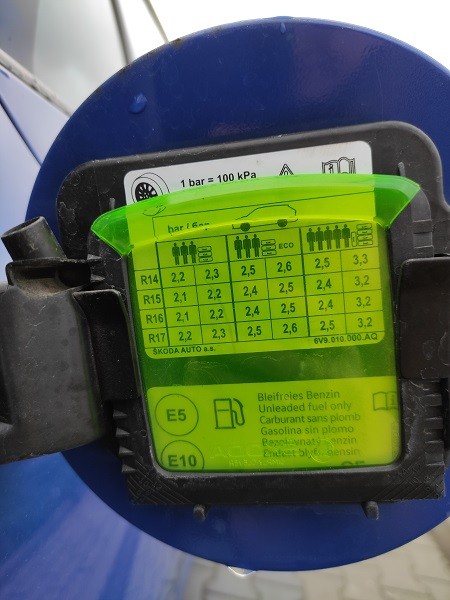 1 bar = 100 kPa
bar /
ECO
R14 2,2 2,3 2,5 2,6 2,5 3,3
R15 2,1 2,2 2,4 2,5 2,4 3,2
R16 2,1 2,2 2,4 2,5 2,4 3,2
R17 2,2 2,3 2,5 2,6 2,5 3,2
ŠKODA AUTO a.s. 6V9.010.000.AQ
E5
Bleifreies Benzin
Unleaded fuel only
Carburant sans plomb
Gasolina sin plomo
benzin
E10